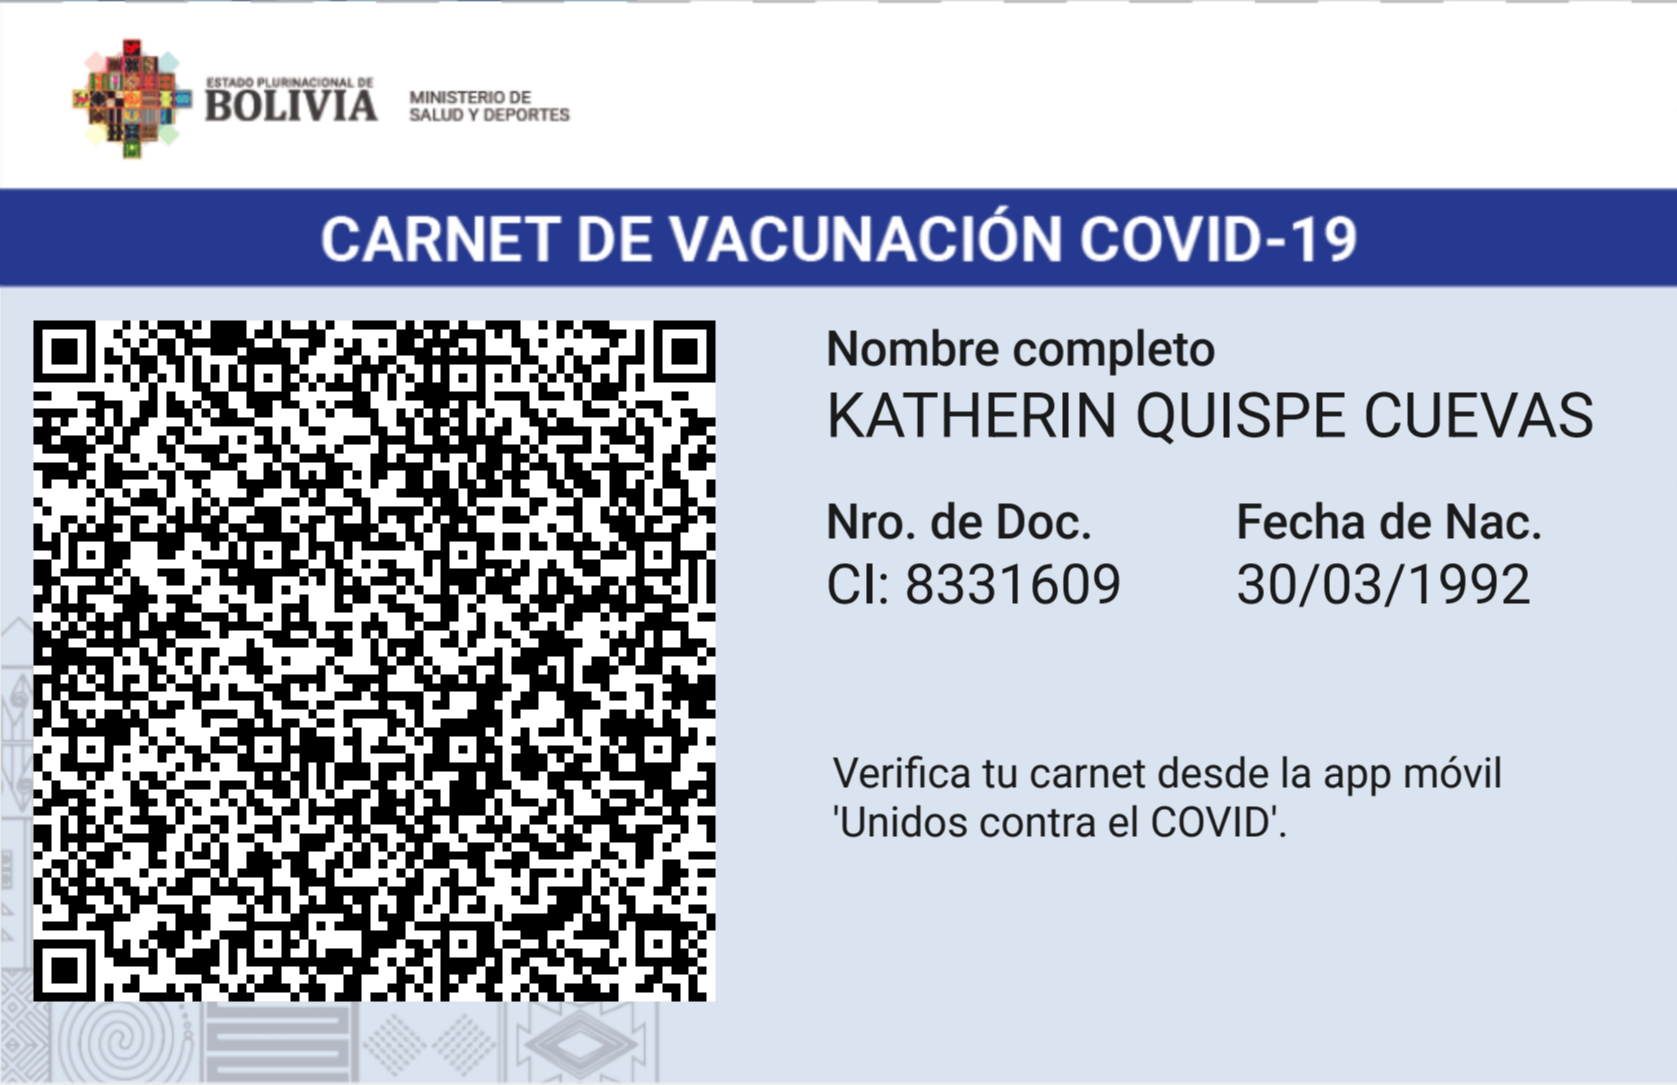 ESTADO PLURINACIONAL DE
BOLIVIA
MINISTERIO DE
SALUD Y DEPORTES
CARNET DE VACUNACIÓN COVID-19
Nombre completo
KATHERIN QUISPE CUEVAS
Nro. de Doc. Fecha de Nac.
CI: 8331609 30/03/1992
Verifica tu carnet desde la app móvil
'Unidos contra el COVID'.